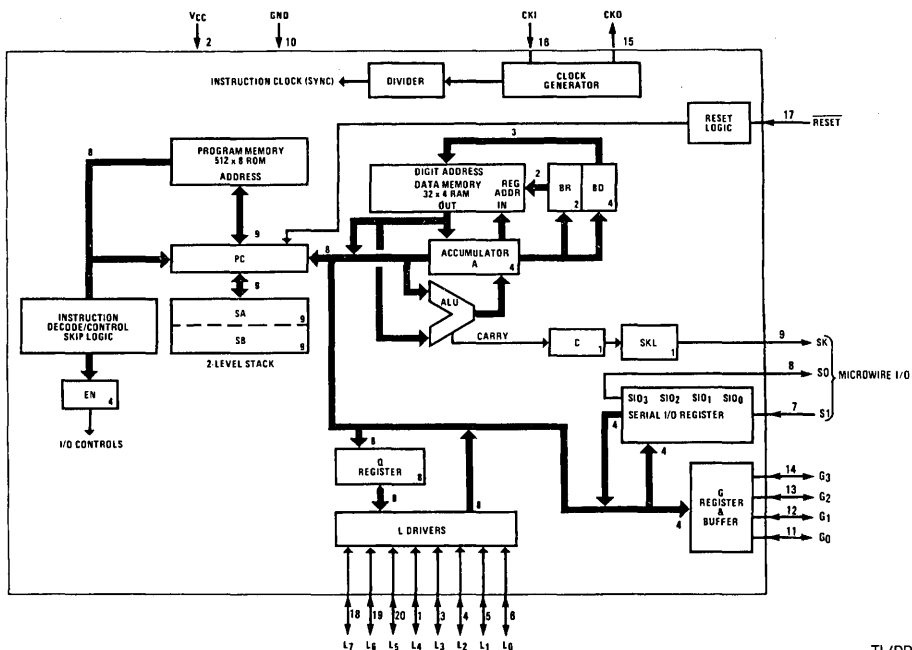 VCC GND CKI CKO
2 10 16 15
INSTRUCTION CLOCK (SYNC) DIVIDER CLOCK GENERATOR
RESET LOGIC 17 RESET
8 PROGRAM MEMORY
512 x 8 ROM
ADDRESS
3
DIGIT ADDRESS
DATA MEMORY
32 x 4 RAM
OUT
REG
ADDR
IN
2
BR 2
BD 4
9
PC
8
ACCUMULATOR
A 4
6
SA 9
SB 9
2-LEVEL STACK
INSTRUCTION
DECODE/CONTROL
SKIP LOGIC
EN 4
I/O CONTROLS
ALU
CARRY
C 1
SKL 1
9 SK
8 SO
MICROWIRE I/O
7 S1
SIO3 SIO2 SIO1 SIO0
SERIAL I/O REGISTER
4
4
8
Q
REGISTER 8
8
8
L DRIVERS
4
G
REGISTER
&
BUFFER
14 G3
13 G2
12 G1
11 G0
18 19 20 1 3 4 5 6
L7 L6 L5 L4 L3 L2 L1 L0
TL/DD